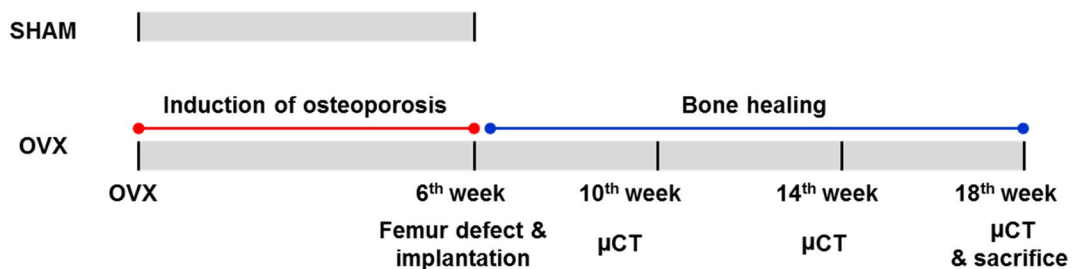 SHAM
Induction of osteoporosis
Bone healing
OVX
OVX
6th week
10th week
14th week
18th week
Femur defect &
implantation
µCT
µCT
µCT
& sacrifice